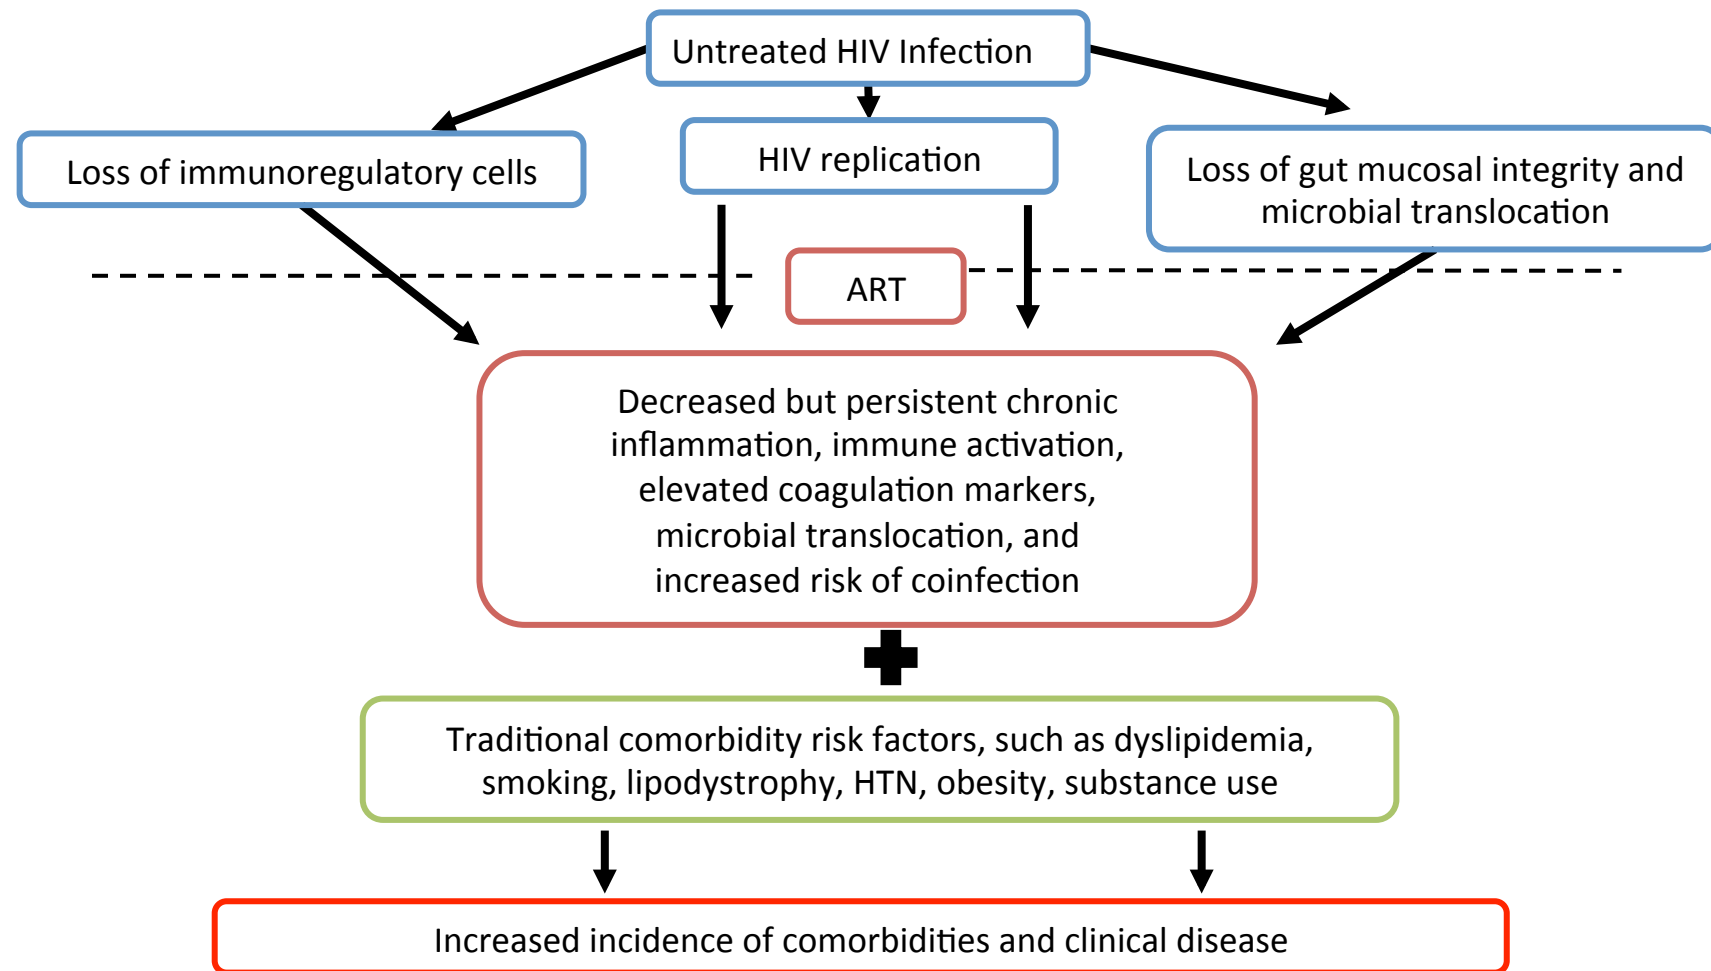 Untreated HIV Infection
Loss of immunoregulatory cells
HIV replication
Loss of gut mucosal integrity and
microbial translocation
ART
Decreased but persistent chronic
inflammation, immune activation,
elevated coagulation markers,
microbial translocation, and
increased risk of coinfection
Traditional comorbidity risk factors, such as dyslipidemia,
smoking, lipodystrophy, HTN, obesity, substance use
Increased incidence of comorbidities and clinical disease